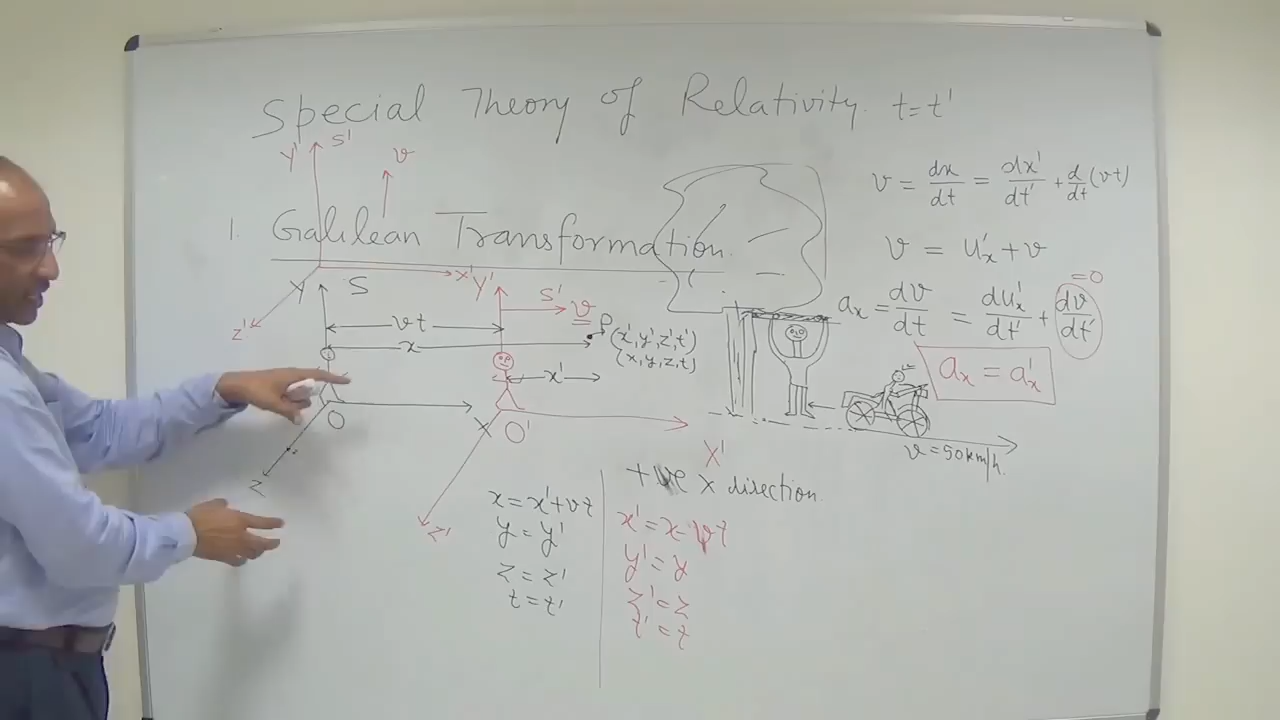 Special Theory of Relativity. t = t'
Y' S'
v
1. Galilean Transformation.
x'
z'
Y S
Y'
S' v
vt
x
P
(x', y', z', t')
(x, y, z, t)
x'
O
X
O'
X'
Z
Z'
v = dx/dt = dx'/dt' + d/dt (vt)
v = u'x + v
ax = dv/dt = du'x/dt' + dv/dt' = 0
ax = a'x
v = 50 km/h.
+ve x direction.
x = x' + vt
y = y'
z = z'
t = t'
x' = x - vt
y' = y
z' = z
t' = t